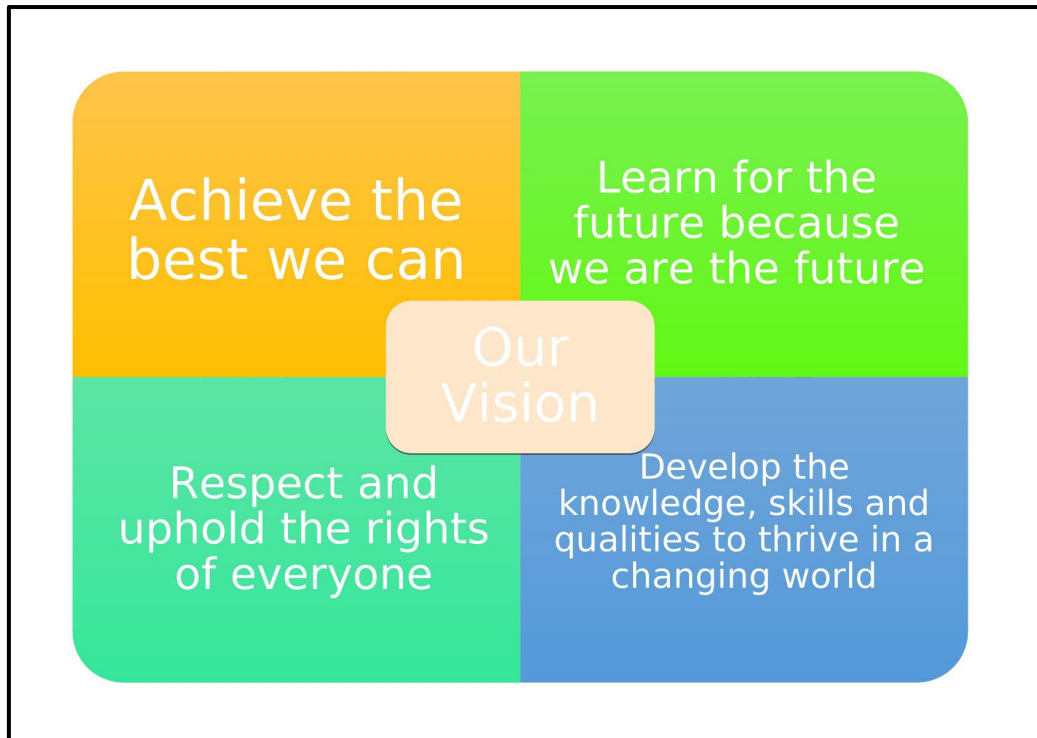 Achieve the
best we can
Learn for the
future because
we are the future
Our
Vision
Respect and
uphold the rights
of everyone
Develop the
knowledge, skills and
qualities to thrive in a
changing world